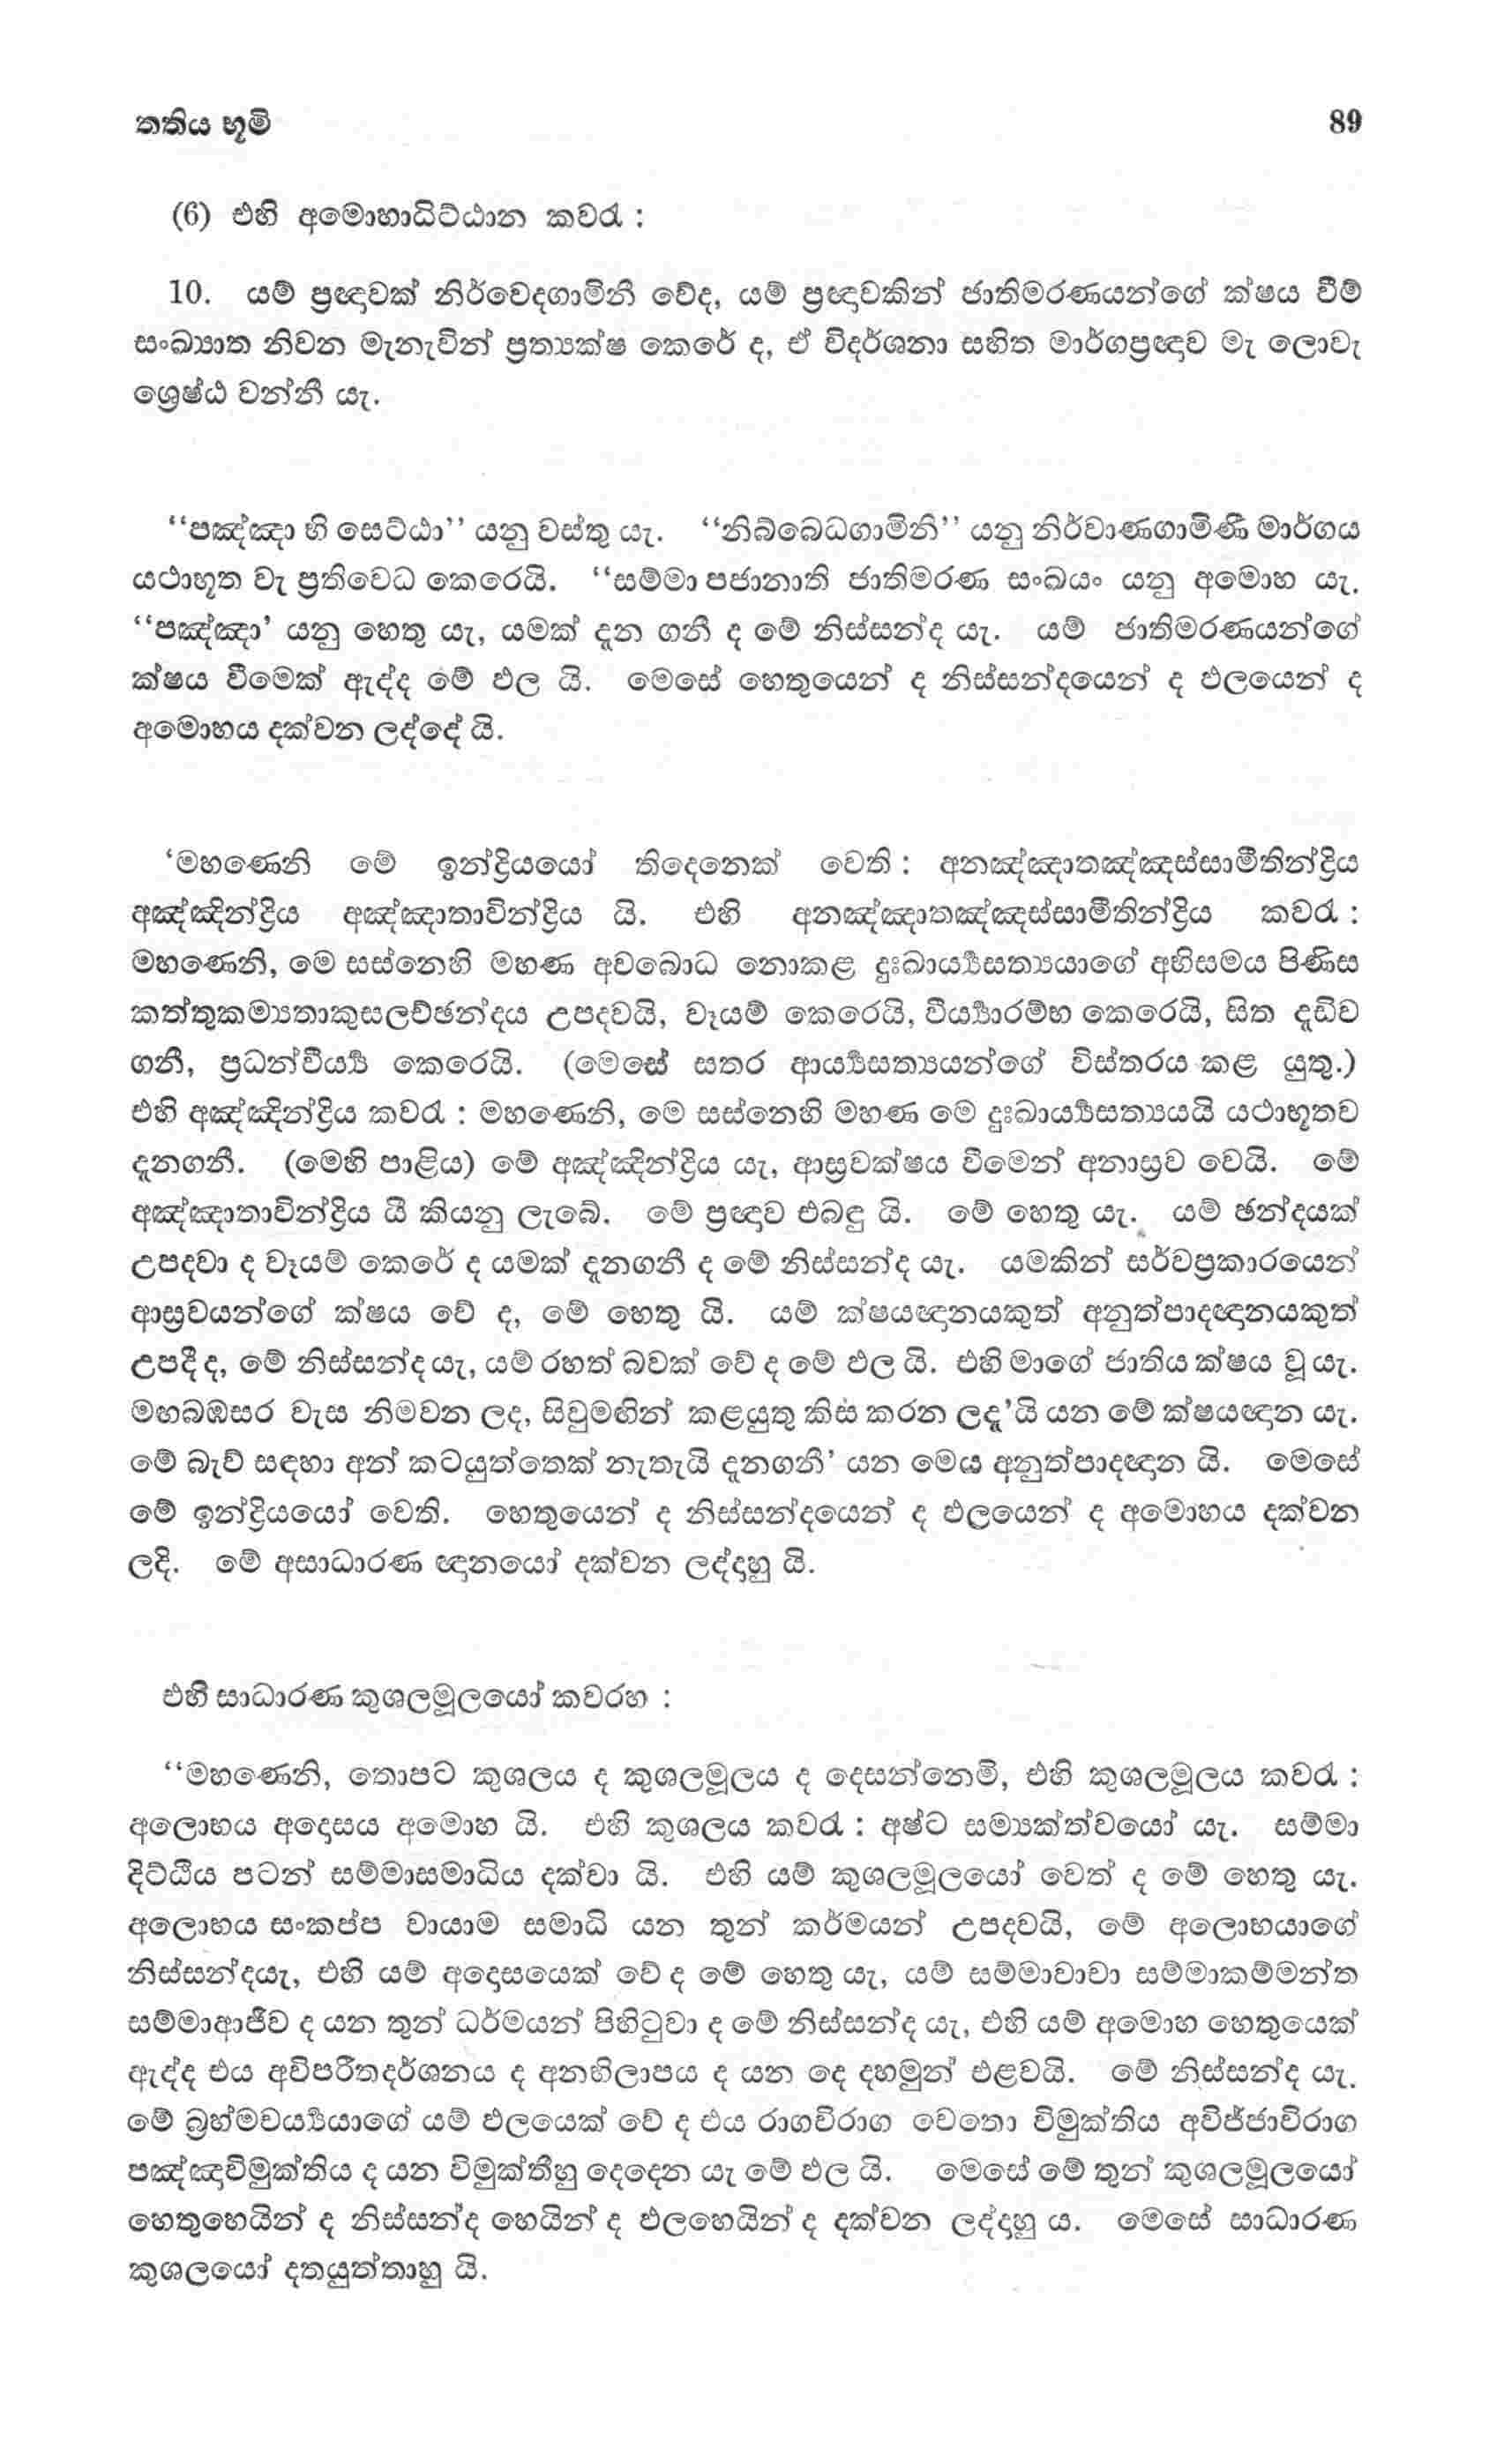 තතිය භූමි 89
(6) එහි අමොහාධිට්ඨාන කවරැ :
10. යම් ප්‍රඥාවක් නිර්වෙදගාමිනී වේද, යම් ප්‍රඥාවකින් ජාතිමරණයන්ගේ ක්ෂය වීම්
සංඛ්‍යාත නිවන මැනැවින් ප්‍රත්‍යක්ෂ කෙරේ ද, ඒ විදර්ශනා සහිත මාර්ගප්‍රඥාව මැ ලොවැ
ශ්‍රෙෂ්ඨ වන්නී යැ.
‘‘පඤ්ඤා හි සෙට්ඨා’’ යනු වස්තු යැ. ‘‘නිබ්බෙධගාමිනි’’ යනු නිර්වාණගාමිණී මාර්ගය
යථාභූත වැ ප්‍රතිවෙධ කෙරෙයි. ‘‘සම්මා පජානාති ජාතිමරණ සංඛයං යනු අමොහ යැ.
‘‘පඤ්ඤා’ යනු හෙතු යැ, යමක් දැන ගනී ද මේ නිස්සන්ද යැ. යම් ජාතිමරණයන්ගේ
ක්ෂය වීමෙක් ඇද්ද මේ ඵල යි. මෙසේ හෙතුයෙන් ද නිස්සන්දයෙන් ද ඵලයෙන් ද
අමොහය දක්වන ලද්දේ යි.
‘මහණෙනි මේ ඉන්ද්‍රියයෝ තිදෙනෙක් වෙති : අනඤ්ඤාතඤ්ඤස්සාමීතින්ද්‍රිය
අඤ්ඤින්ද්‍රිය අඤ්ඤාතාවින්ද්‍රිය යි. එහි අනඤ්ඤාතඤ්ඤස්සාමීතින්ද්‍රිය කවරැ :
මහණෙනි, මෙ සස්නෙහි මහණ අවබොධ නොකළ දුඃඛාර්‍ය්‍යසත්‍යයාගේ අභිසමය පිණිස
කත්තුකම්‍යතාකුසලච්ඡන්දය උපදවයි, වෑයම් කෙරෙයි, වීර්‍ය්‍යාරම්භ කෙරෙයි, සිත දැඩිව
ගනී, ප්‍රධන්වීර්‍ය්‍ය කෙරෙයි. (මෙසේ සතර ආර්‍ය්‍යසත්‍යයන්ගේ විස්තරය කළ යුතු.)
එහි අඤ්ඤින්ද්‍රිය කවරැ : මහණෙනි, මෙ සස්නෙහි මහණ මෙ දුඃඛාර්‍ය්‍යසත්‍යයයි යථාභූතව
දැනගනී. (මෙහි පාළිය) මේ අඤ්ඤින්ද්‍රිය යැ, ආස්‍රවක්ෂය වීමෙන් අනාස්‍රව වෙයි. මේ
අඤ්ඤාතාවින්ද්‍රිය යී කියනු ලැබේ. මේ ප්‍රඥාව එබඳු යි. මේ හෙතු යැ. යම් ඡන්දයක්
උපදවා ද වෑයම් කෙරේ ද යමක් දැනගනී ද මේ නිස්සන්ද යැ. යමකින් සර්වප්‍රකාරයෙන්
ආස්‍රවයන්ගේ ක්ෂය වේ ද, මේ හෙතු යි. යම් ක්ෂයඥානයකුත් අනුත්පාදඥානයකුත්
උපදී ද, මේ නිස්සන්ද යැ, යම් රහත් බවක් වේ ද මේ ඵල යි. එහි මාගේ ජාතිය ක්ෂය වූ යැ.
මහබඹසර වැස නිමවන ලද, සිවුමඟින් කළයුතු කිස කරන ලදැ’යි යන මේ ක්ෂයඥාන යැ.
මේ බැව් සඳහා අන් කටයුත්තෙක් නැතැයි දැනගනී’ යන මෙය අනුත්පාදඥාන යි. මෙසේ
මේ ඉන්ද්‍රියයෝ වෙති. හෙතුයෙන් ද නිස්සන්දයෙන් ද ඵලයෙන් ද අමොහය දක්වන
ලදි. මේ අසාධාරණ ඥානයෝ දක්වන ලද්දාහු යි.
එහි සාධාරණ කුශලමූලයෝ කවරහ :
‘‘මහණෙනි, තොපට කුශලය ද කුශලමූලය ද දෙසන්නෙමි, එහි කුශලමූලය කවරැ :
අලොභය අදොසය අමොහ යි. එහි කුශලය කවරැ : අෂ්ට සම්‍යක්ත්වයෝ යැ. සම්මා
දිට්ඨිය පටන් සම්මාසමාධිය දක්වා යි. එහි යම් කුශලමූලයෝ වෙත් ද මේ හෙතු යැ.
අලොභය සංකප්ප වායාම සමාධි යන තුන් කර්මයන් උපදවයි, මේ අලොභයාගේ
නිස්සන්දයැ, එහි යම් අදොසයෙක් වේ ද මේ හෙතු යැ, යම් සම්මාවාචා සම්මාකම්මන්ත
සම්මාආජීව ද යන තුන් ධර්මයන් පිහිටුවා ද මේ නිස්සන්ද යැ, එහි යම් අමොහ හෙතුයෙක්
ඇද්ද එය අවිපරීතදර්ශනය ද අනභිලාපය ද යන දෙ දහමුන් එළවයි. මේ නිස්සන්ද යැ.
මේ බ්‍රහ්මචර්‍ය්‍යයාගේ යම් ඵලයෙක් වේ ද එය රාගවිරාග චෙතො විමුක්තිය අවිජ්ජාවිරාග
පඤ්ඤාවිමුක්තිය ද යන විමුක්තීහු දෙදෙන යැ මේ ඵල යි. මෙසේ මේ තුන් කුශලමූලයෝ
හෙතුහෙයින් ද නිස්සන්ද හෙයින් ද ඵලහෙයින් ද දක්වන ලද්දාහු ය. මෙසේ සාධාරණ
කුශලයෝ දතයුත්තාහු යි.